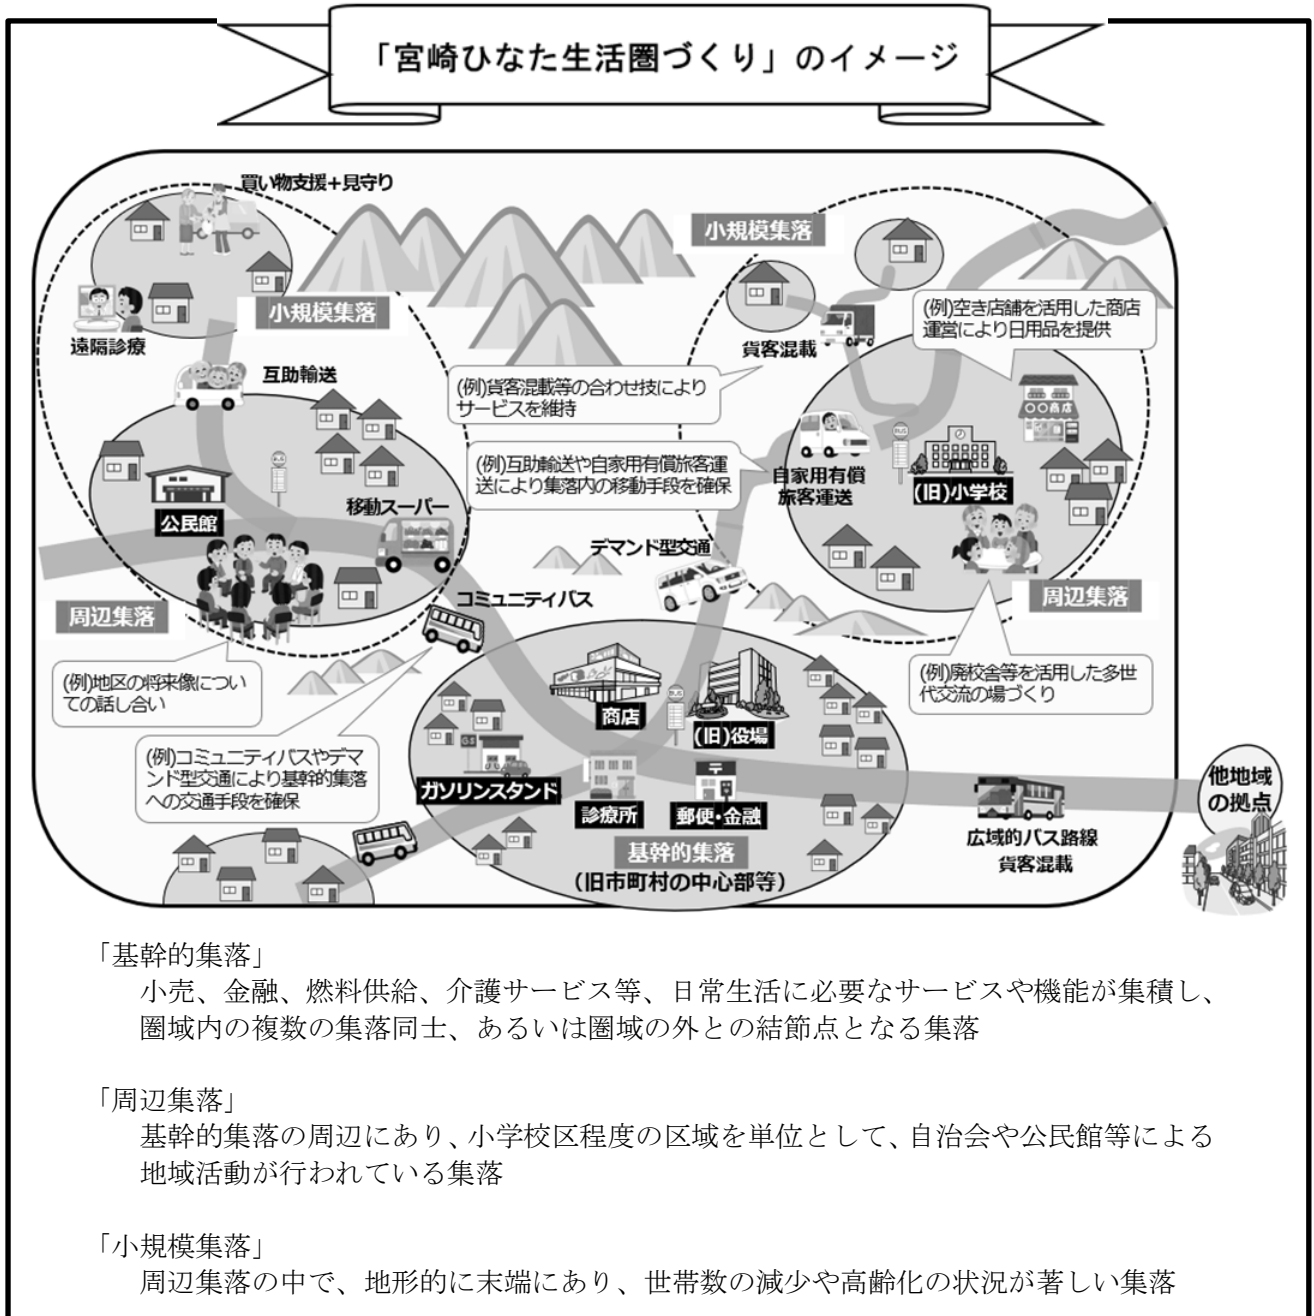 「宮崎ひなた生活圏づくり」のイメージ
買い物支援+見守り
小規模集落
遠隔診療
互助輸送
公民館
移動スーパー
周辺集落
(例)地区の将来像につい
ての話し合い
コミュニティバス
(例)コミュニティバスやデマ
ンド型交通により基幹的集落
への交通手段を確保
小規模集落
貨客混載
(例)空き店舗を活用した商店
運営により日用品を提供
(例)貨客混載等の合わせ技により
サービスを維持
(例)互助輸送や自家用有償旅客運
送により集落内の移動手段を確保
BUS
BUS
○○商店
自家用有償
旅客運送
(旧)小学校
デマンド型交通
周辺集落
(例)廃校舎等を活用した多世
代交流の場づくり
商店
BUS
(旧)役場
GS
ガソリンスタンド
診療所
〒
郵便・金融
基幹的集落
(旧市町村の中心部等)
広域的バス路線
貨客混載
他地域
の拠点
「基幹的集落」
小売、金融、燃料供給、介護サービス等、日常生活に必要なサービスや機能が集積し、
圏域内の複数の集落同士、あるいは圏域の外との結節点となる集落
「周辺集落」
基幹的集落の周辺にあり、小学校区程度の区域を単位として、自治会や公民館等による
地域活動が行われている集落
「小規模集落」
周辺集落の中で、地形的に末端にあり、世帯数の減少や高齢化の状況が著しい集落